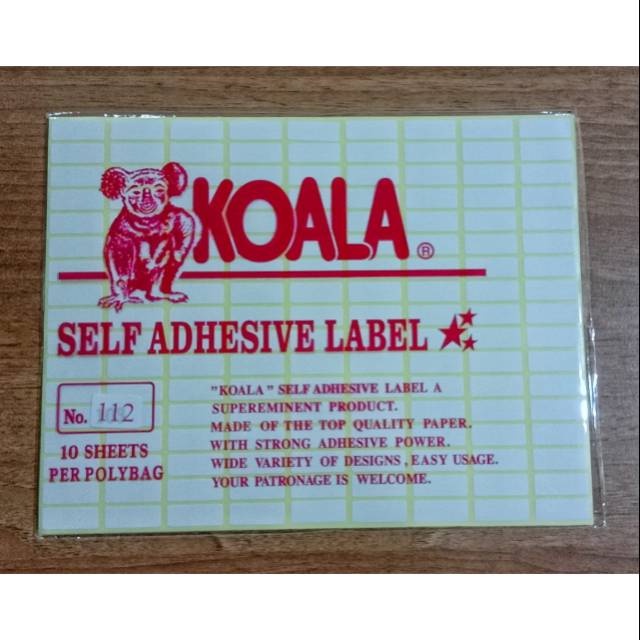 KOALA ®
SELF ADHESIVE LABEL
No. 112
10 SHEETS
PER POLYBAG
"KOALA" SELF ADHESIVE LABEL A
SUPEREMINENT PRODUCT.
MADE OF THE TOP QUALITY PAPER.
WITH STRONG ADHESIVE POWER.
WIDE VARIETY OF DESIGNS, EASY USAGE.
YOUR PATRONAGE IS WELCOME.